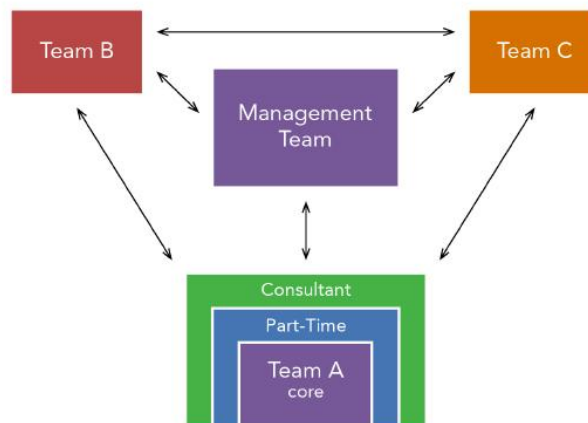 Team B
Team C
Management
Team
Consultant
Part-Time
Team A
core